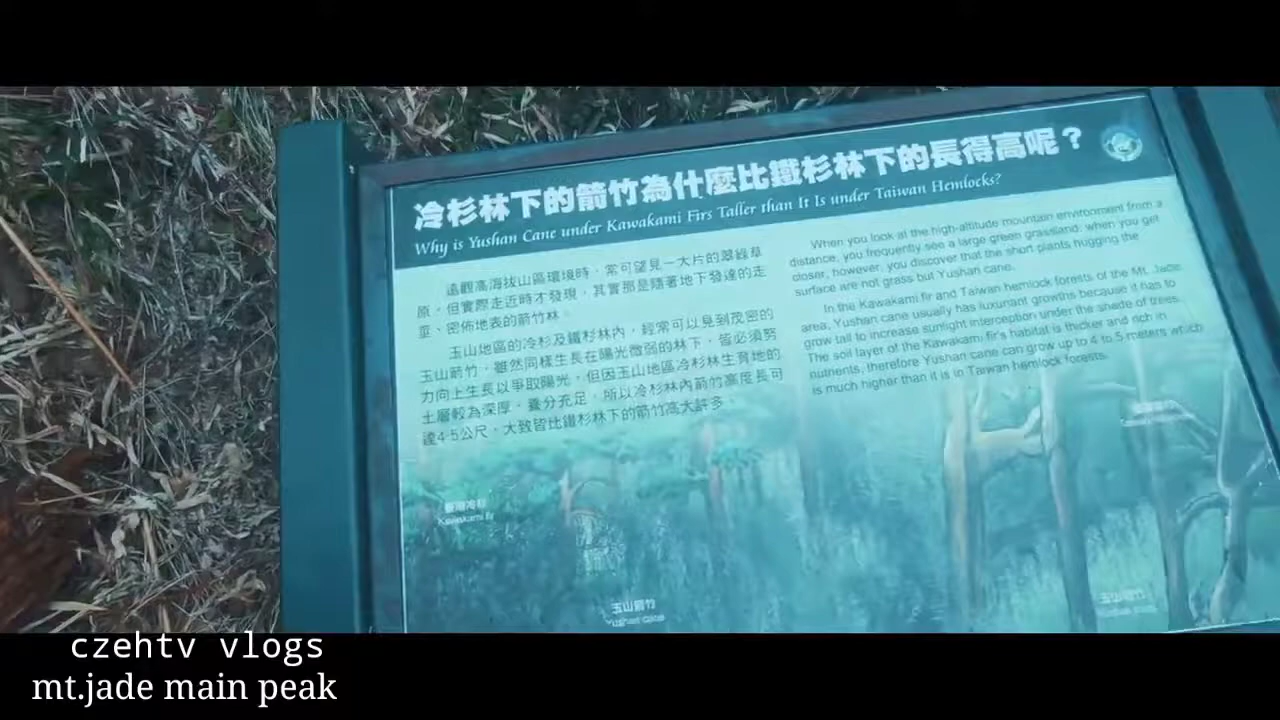 冷杉林下的箭竹為什麼比鐵杉林下的長得高呢？
Why is Yushan Cane under Kawakami Firs Taller than It Is under Taiwan Hemlocks?
遠觀高海拔山區環境時，常可望見一大片的翠綠草
原，但實際走近時才發現，其實那是隨著地下發達的走
莖、密佈地表的箭竹林。
玉山地區的冷杉及鐵杉林內，經常可以見到茂密的
玉山箭竹，雖然同樣生長在陽光微弱的林下，皆必須努
力向上生長以爭取陽光，但因玉山地區冷杉林生育地的
土層較為深厚，養分充足，所以冷杉林內箭竹高度長可
達4-5公尺，大致皆比鐵杉林下的箭竹高大許多。
When you look at the high-altitude mountain environment from a
distance, you frequently see a large green grassland; when you get
closer, however, you discover that the short plants hugging the
surface are not grass but Yushan cane.
In the Kawakami fir and Taiwan hemlock forests of the Mt. Jade
area, Yushan cane usually has luxuriant growths because it has to
grow tall to increase sunlight interception under the shade of trees.
The soil layer of the Kawakami fir's habitat is thicker and rich in
nutrients, therefore Yushan cane can grow up to 4 to 5 meters which
is much higher than it is in Taiwan hemlock forests.
臺灣冷杉
Kawakami fir
玉山箭竹
Yushan cane
玉山箭竹
czehtv vlogs
mt.jade main peak